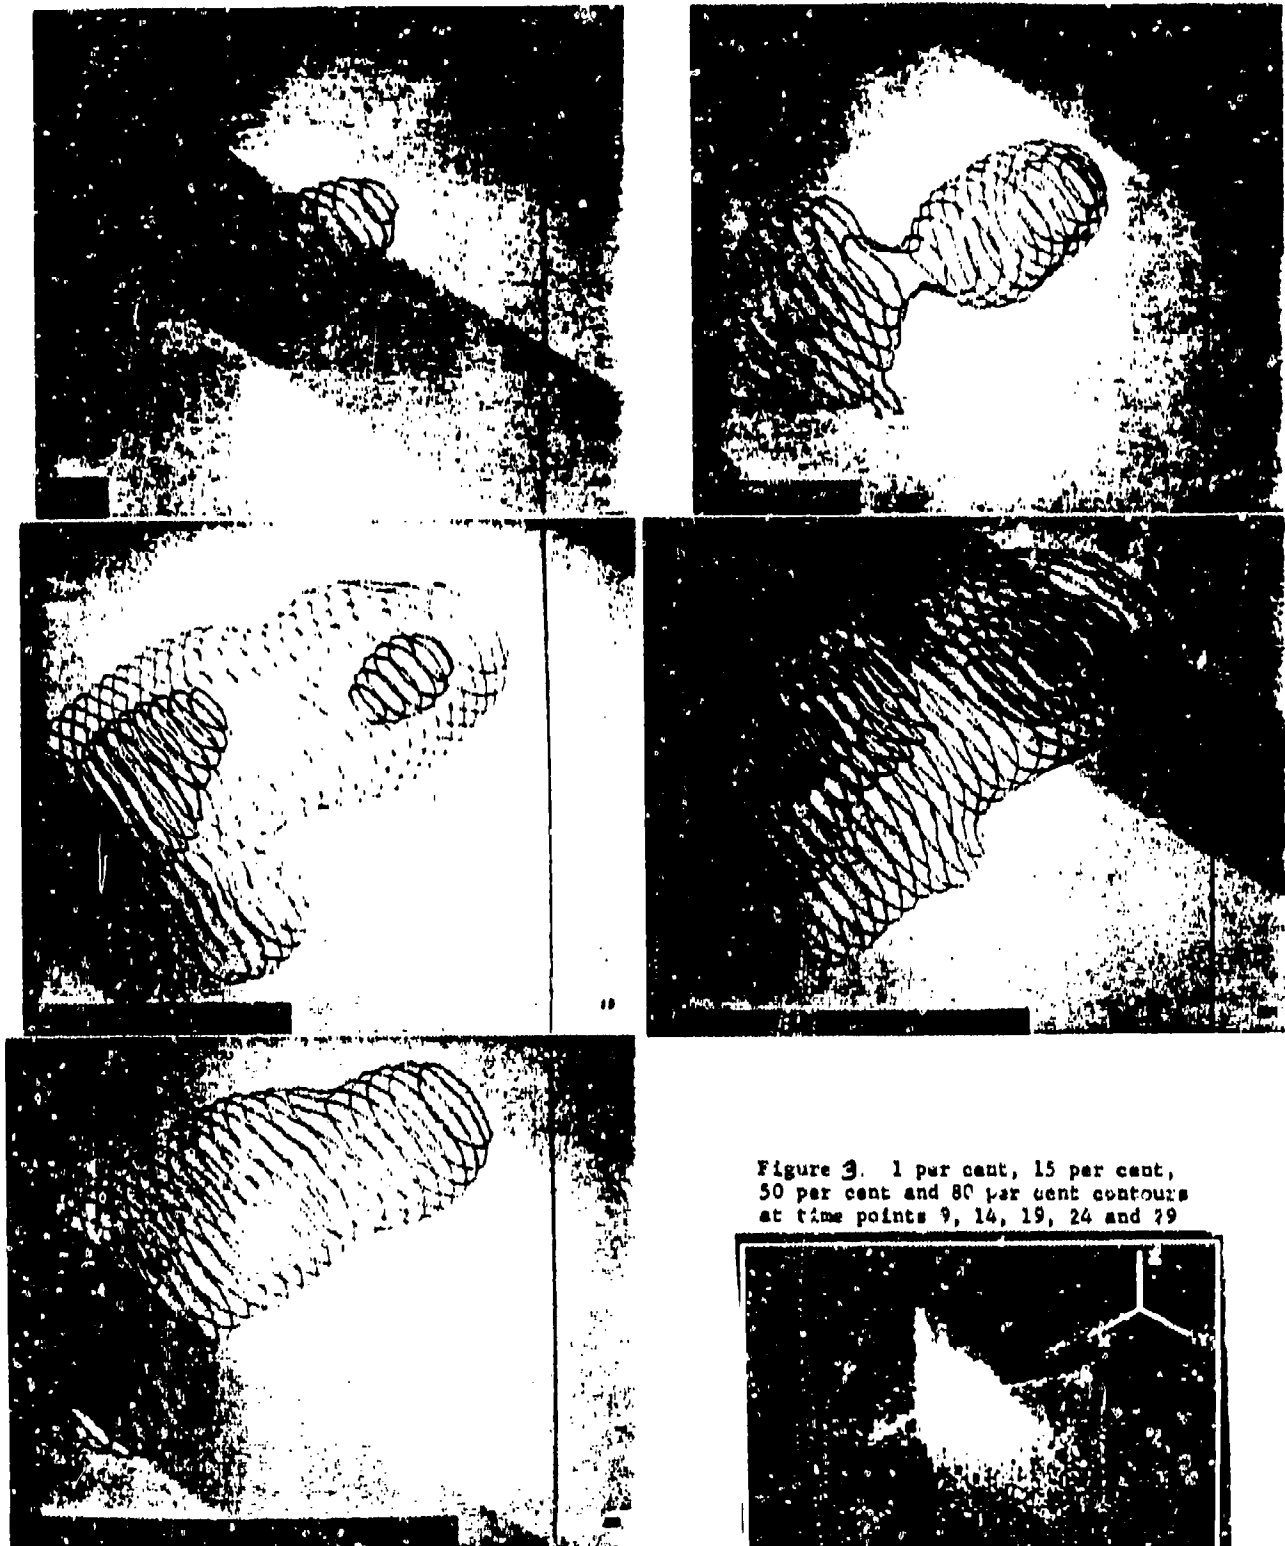 Figure 3. 1 per cent, 15 per cent,
50 per cent and 80 per cent contours
at time points 9, 14, 19, 24 and 29
Z